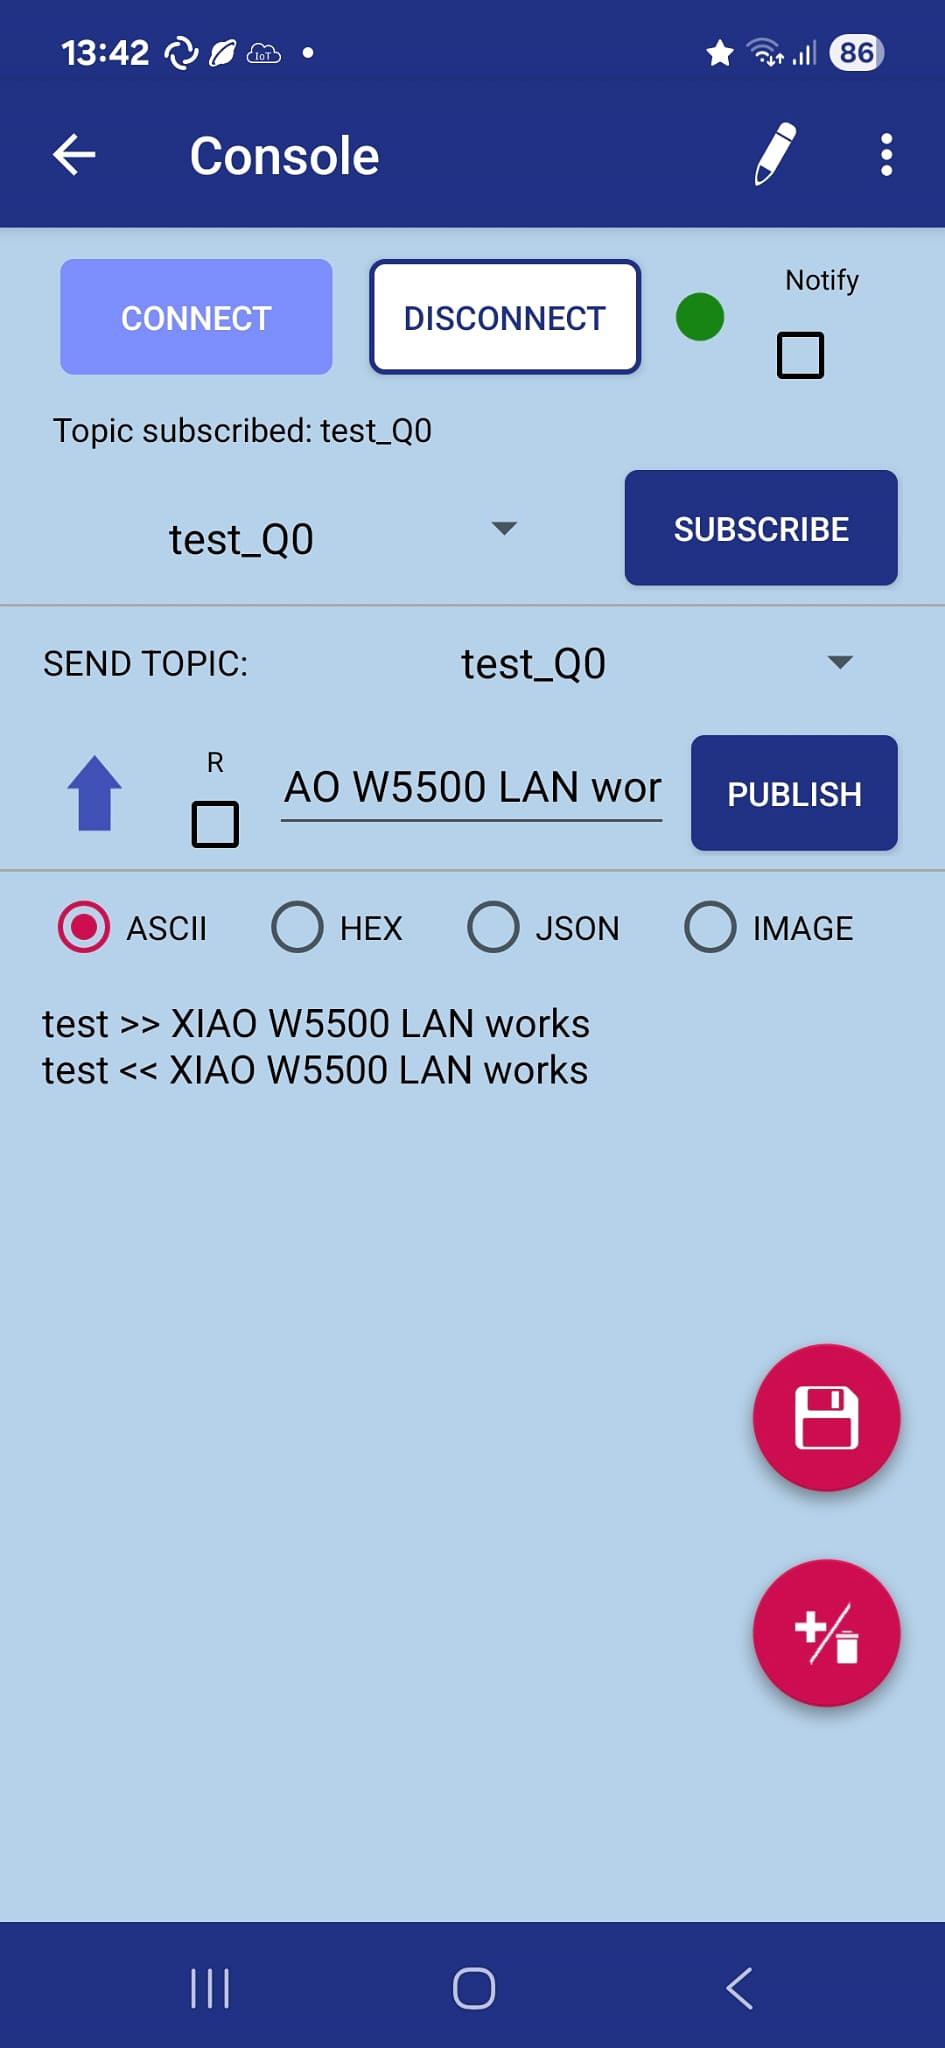 13:42 IoT 86
Console
CONNECT DISCONNECT Notify
Topic subscribed: test_Q0
test_Q0 SUBSCRIBE
SEND TOPIC: test_Q0
R
AO W5500 LAN wor PUBLISH
ASCII HEX JSON IMAGE
test >> XIAO W5500 LAN works
test << XIAO W5500 LAN works